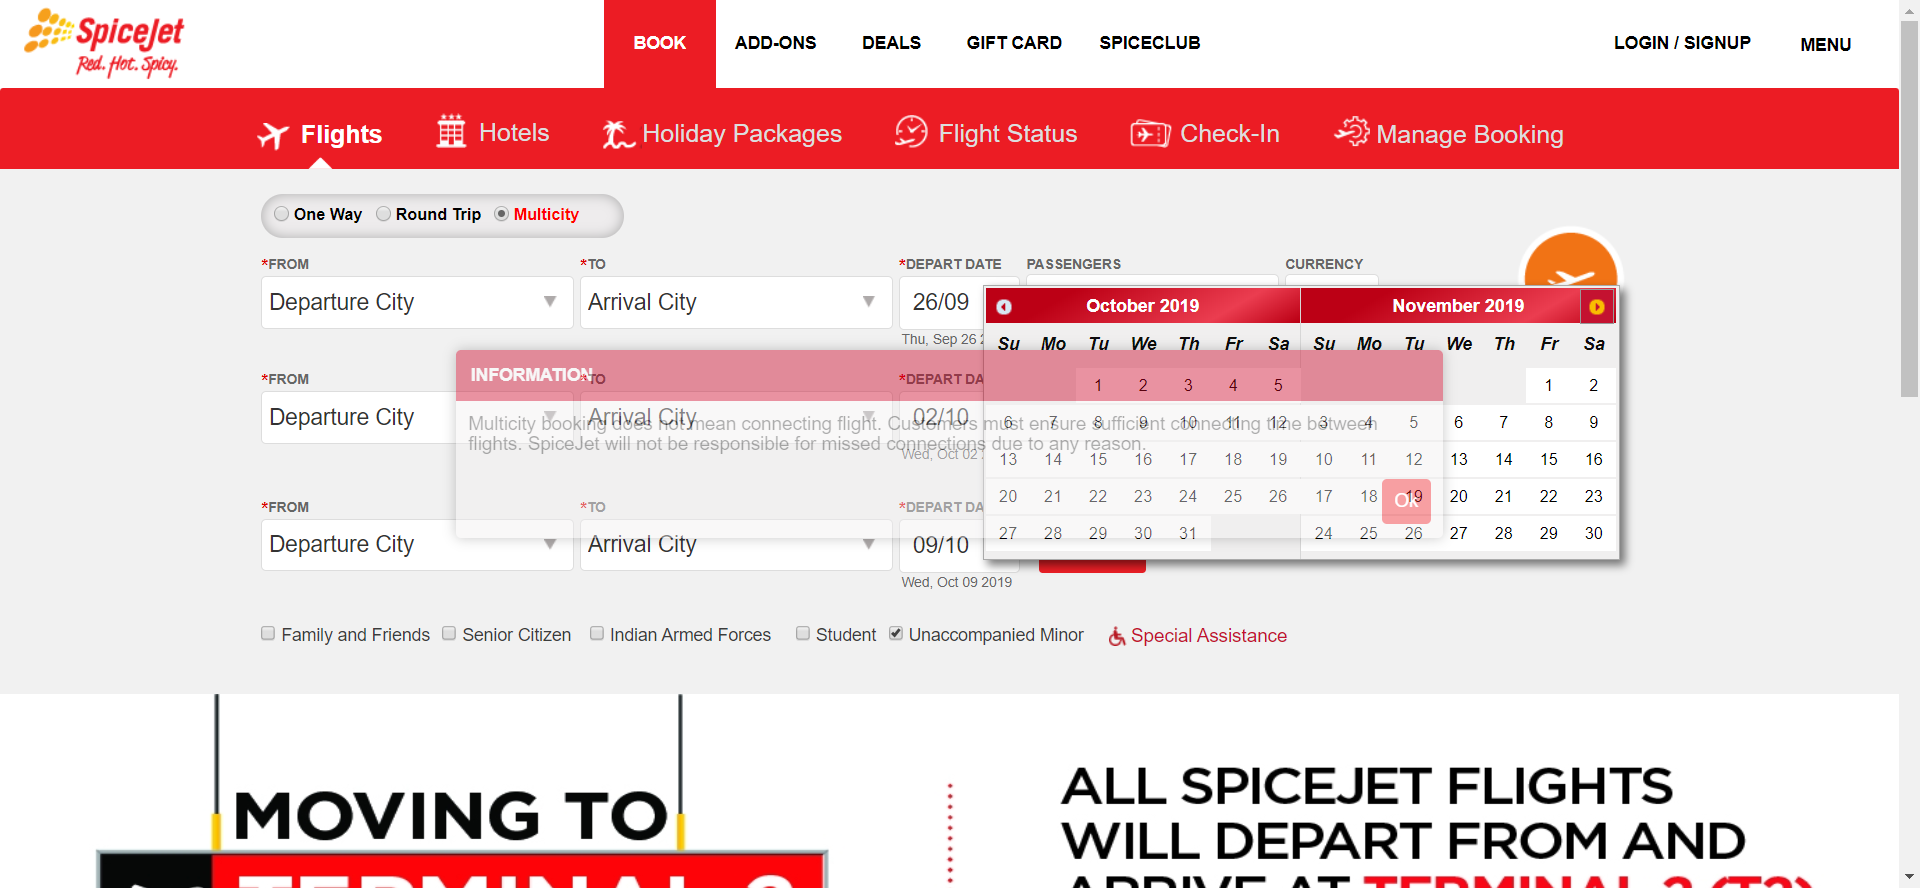 SpiceJet
Red. Hot. Spicy.
BOOK ADD-ONS DEALS GIFT CARD SPICECLUB LOGIN / SIGNUP MENU
Flights Hotels Holiday Packages Flight Status Check-In Manage Booking
One Way Round Trip Multicity
*FROM *TO *DEPART DATE PASSENGERS CURRENCY
Departure City Arrival City 26/09
Thu, Sep 26
October 2019 November 2019
Su Mo Tu We Th Fr Sa Su Mo Tu We Th Fr Sa
1 2 3 4 5 1 2
6 7 8 9 10 11 12 3 4 5 6 7 8 9
13 14 15 16 17 18 19 10 11 12 13 14 15 16
20 21 22 23 24 25 26 17 18 19 20 21 22 23
27 28 29 30 31 24 25 26 27 28 29 30
INFORMATION
Multicity booking does not mean connecting flight. Customers must ensure sufficient connecting time between
flights. SpiceJet will not be responsible for missed connections due to any reason.
Ok
*FROM *TO *DEPART DA
Departure City Arrival City 02/10
Wed, Oct 02
*FROM *TO *DEPART DA
Departure City Arrival City 09/10
Wed, Oct 09 2019
Family and Friends Senior Citizen Indian Armed Forces Student Unaccompanied Minor Special Assistance
MOVING TO
ALL SPICEJET FLIGHTS
WILL DEPART FROM AND
ARRIVE AT TERMINAL 2 (T2)